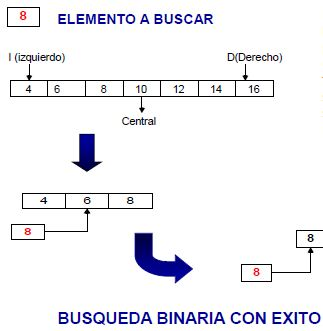 8 ELEMENTO A BUSCAR
I (izquierdo) D(Derecho)
4 6 8 10 12 14 16
Central
4 6 8
8
8
8
BUSQUEDA BINARIA CON EXITO